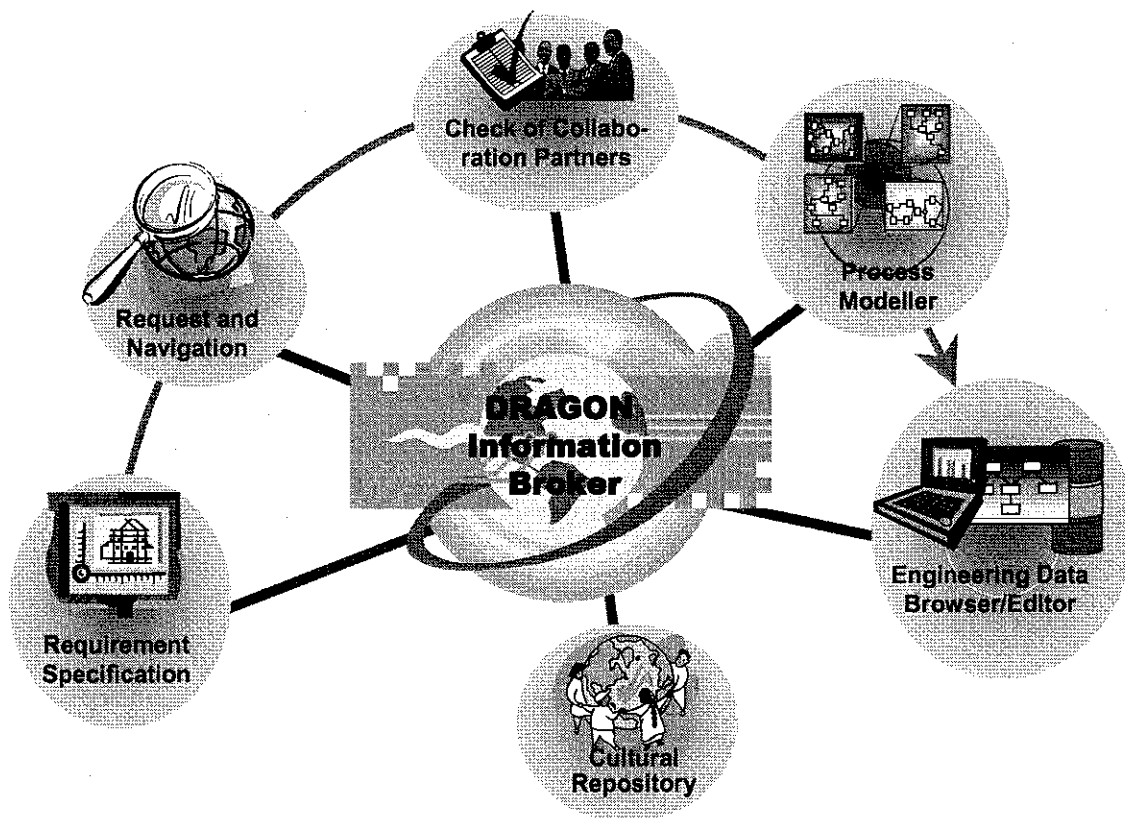 Check of Collabo-
ration Partners
Process
Modeller
Request and
Navigation
DRAGON
Information
Broker
Engineering Data
Browser/Editor
Requirement
Specification
Cultural
Repository